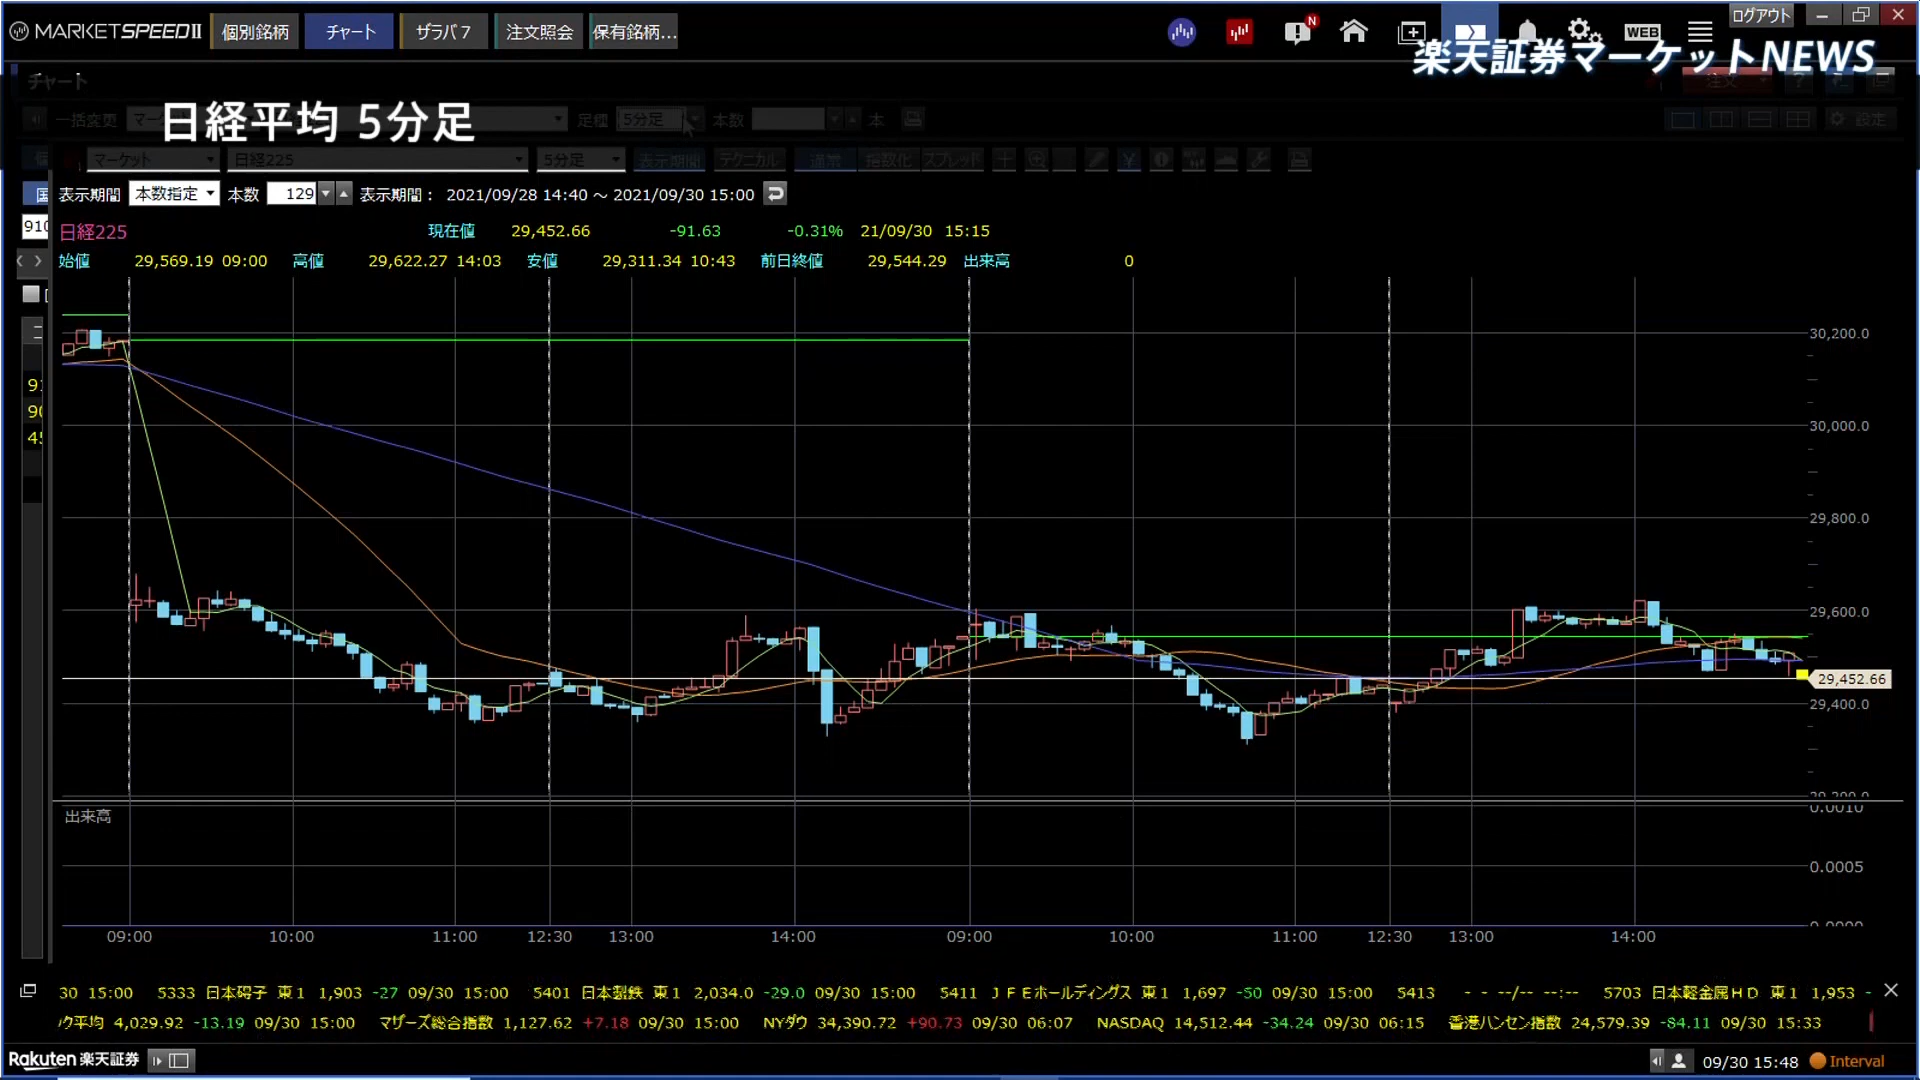 MARKETSPEEDII 個別銘柄 チャート ザラバ７ 注文照会 保有銘柄... N WEB ログアウト
楽天証券マーケットNEWS
チャート 注文
日経平均 5分足
一括変更 足種 5分足 本数 本 設定
マーケット 日経225 5分足 表示期間 テクニカル 通常 指数化 スプレッド
表示期間 本数指定 本数 129 表示期間： 2021/09/28 14:40 ～ 2021/09/30 15:00
910
日経225 現在値 29,452.66 -91.63 -0.31% 21/09/30 15:15
始値 29,569.19 09:00 高値 29,622.27 14:03 安値 29,311.34 10:43 前日終値 29,544.29 出来高 0
30,200.0
30,000.0
29,800.0
29,600.0
29,452.66
29,400.0
29,200.0
0.0010
出来高
0.0005
0.0000
09:00 10:00 11:00 12:30 13:00 14:00 09:00 10:00 11:00 12:30 13:00 14:00
30 15:00 5333 日本碍子 東１ 1,903 -27 09/30 15:00 5401 日本製鉄 東１ 2,034.0 -29.0 09/30 15:00 5411 ＪＦＥホールディングス 東１ 1,697 -50 09/30 15:00 5413 - - --/-- --:-- 5703 日本軽金属ＨＤ 東１ 1,953 -
ック平均 4,029.92 -13.19 09/30 15:00 マザーズ総合指数 1,127.62 +7.18 09/30 15:00 NYダウ 34,390.72 +90.73 09/30 06:07 NASDAQ 14,512.44 -34.24 09/30 06:15 香港ハンセン指数 24,579.39 -84.11 09/30 15:33
Rakuten 楽天証券 09/30 15:48 Interval